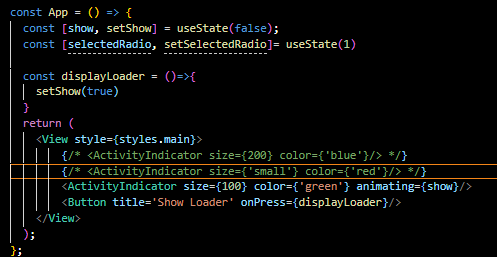 const App = () => {
const [show, setShow] = useState(false);
const [selectedRadio, setSelectedRadio]= useState(1)
const displayLoader = ()=>{
setShow(true)
}
return (
<View style={styles.main}>
{/* <ActivityIndicator size={200} color={'blue'}/> */}
{/* <ActivityIndicator size={'small'} color={'red'}/> */}
<ActivityIndicator size={100} color={'green'} animating={show}/>
<Button title='Show Loader' onPress={displayLoader}/>
</View>
);
};